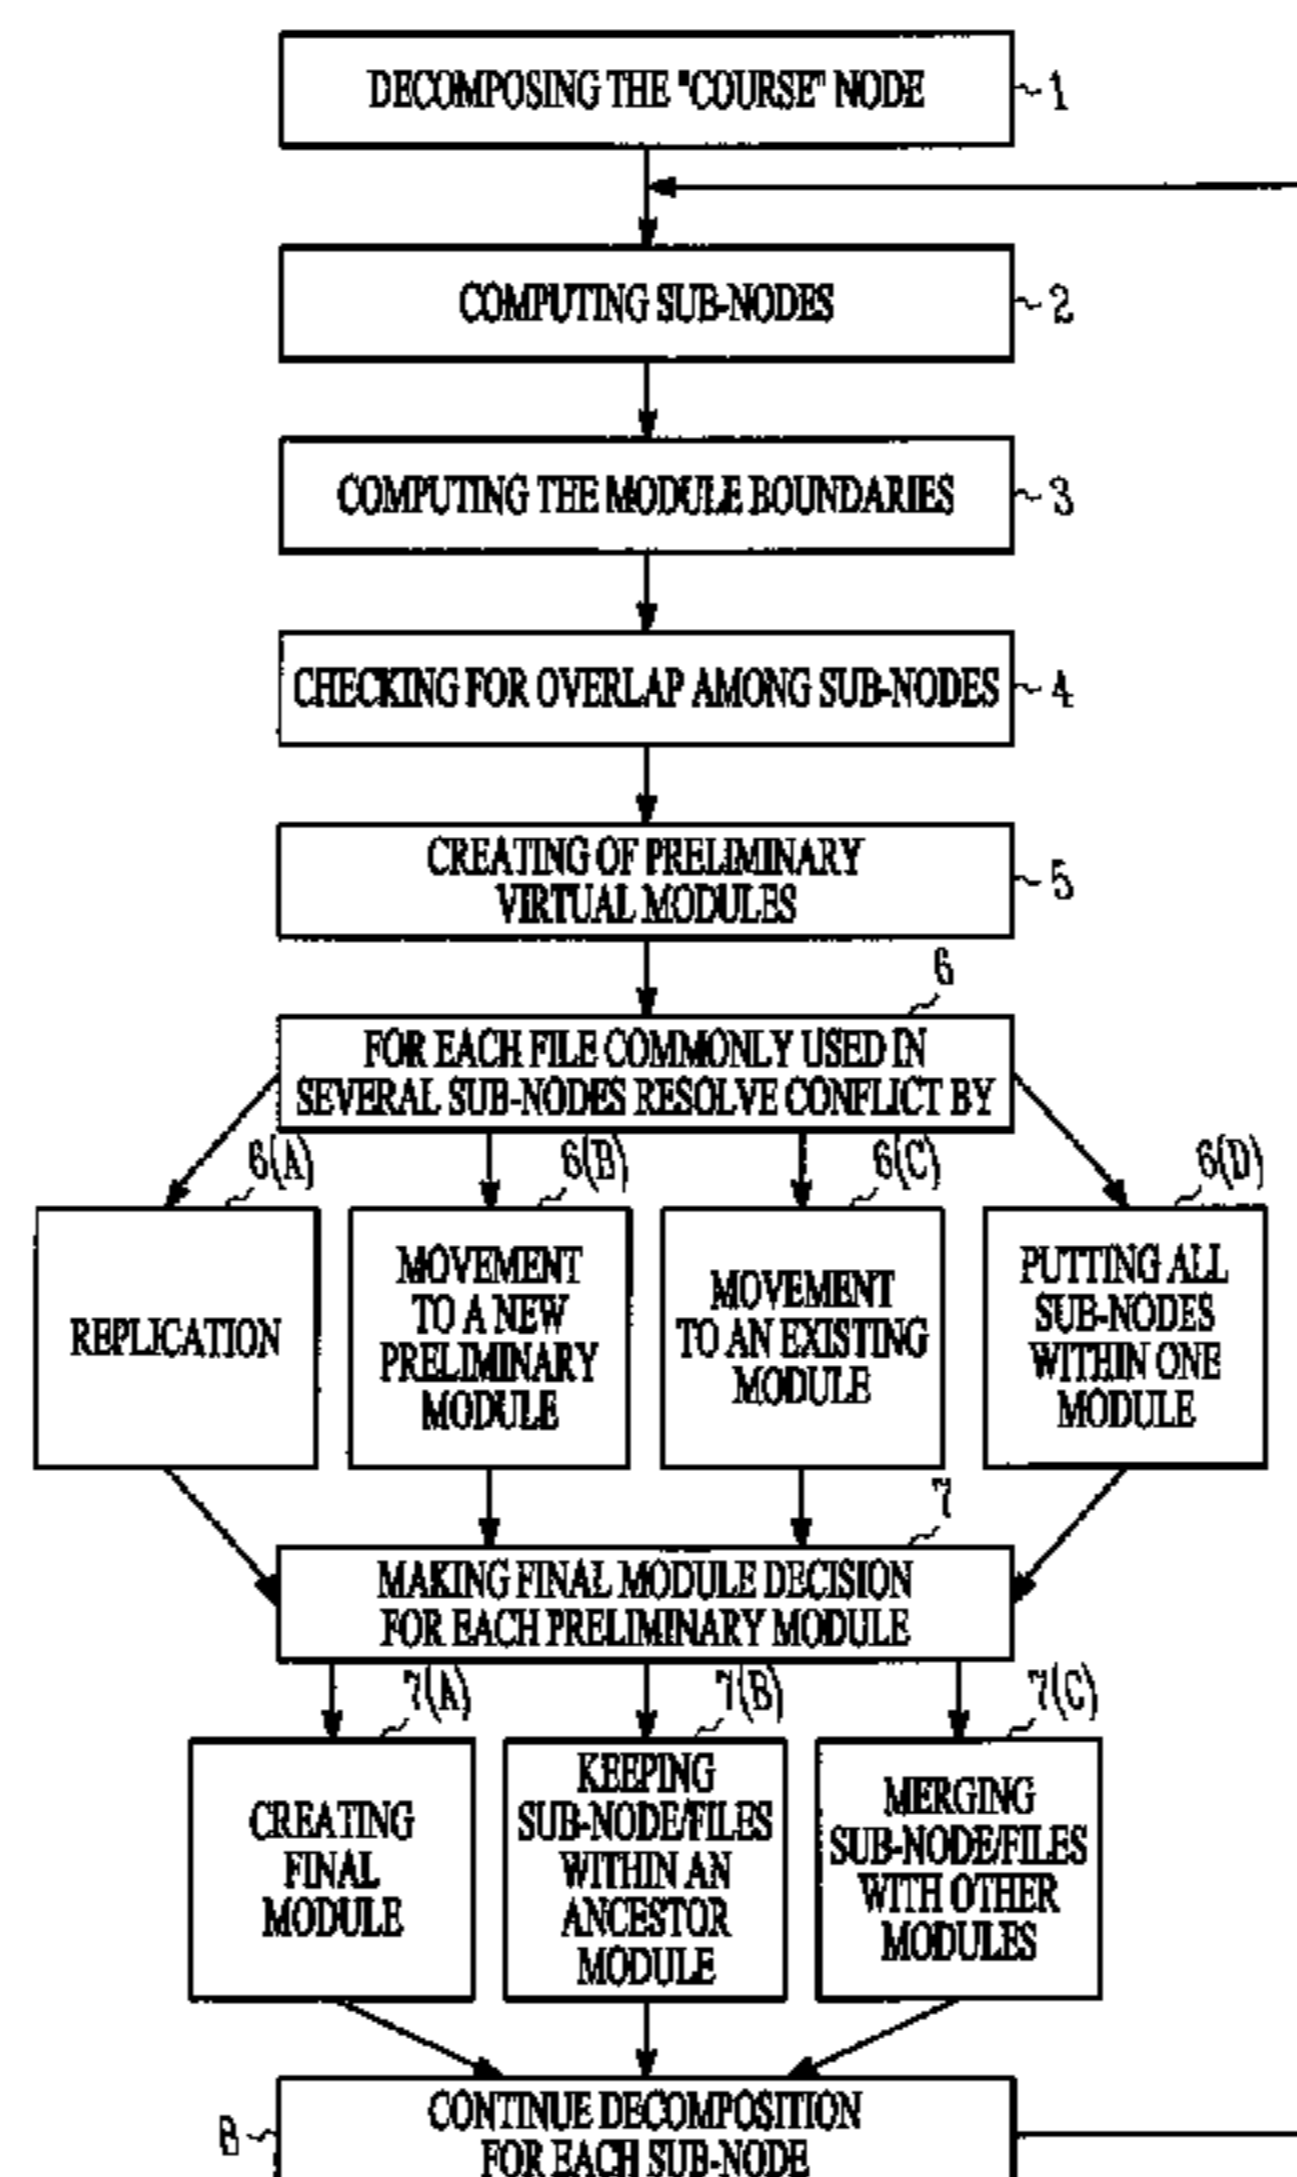 DECOMPOSING THE "COURSE" NODE
1
COMPUTING SUB-NODES
2
COMPUTING THE MODULE BOUNDARIES
3
CHECKING FOR OVERLAP AMONG SUB-NODES
4
CREATING OF PRELIMINARY
VIRTUAL MODULES
5
6
FOR EACH FILE COMMONLY USED IN
SEVERAL SUB-NODES RESOLVE CONFLICT BY
6(A)
REPLICATION
6(B)
MOVEMENT
TO A NEW
PRELIMINARY
MODULE
6(C)
MOVEMENT
TO AN EXISTING
MODULE
6(D)
PUTTING ALL
SUB-NODES
WITHIN ONE
MODULE
7
MAKING FINAL MODULE DECISION
FOR EACH PRELIMINARY MODULE
7(A)
CREATING
FINAL
MODULE
7(B)
KEEPING
SUB-NODE/FILES
WITHIN AN
ANCESTOR
MODULE
7(C)
MERGING
SUB-NODE/FILES
WITH OTHER
MODULES
8
CONTINUE DECOMPOSITION
FOR EACH SUB-NODE